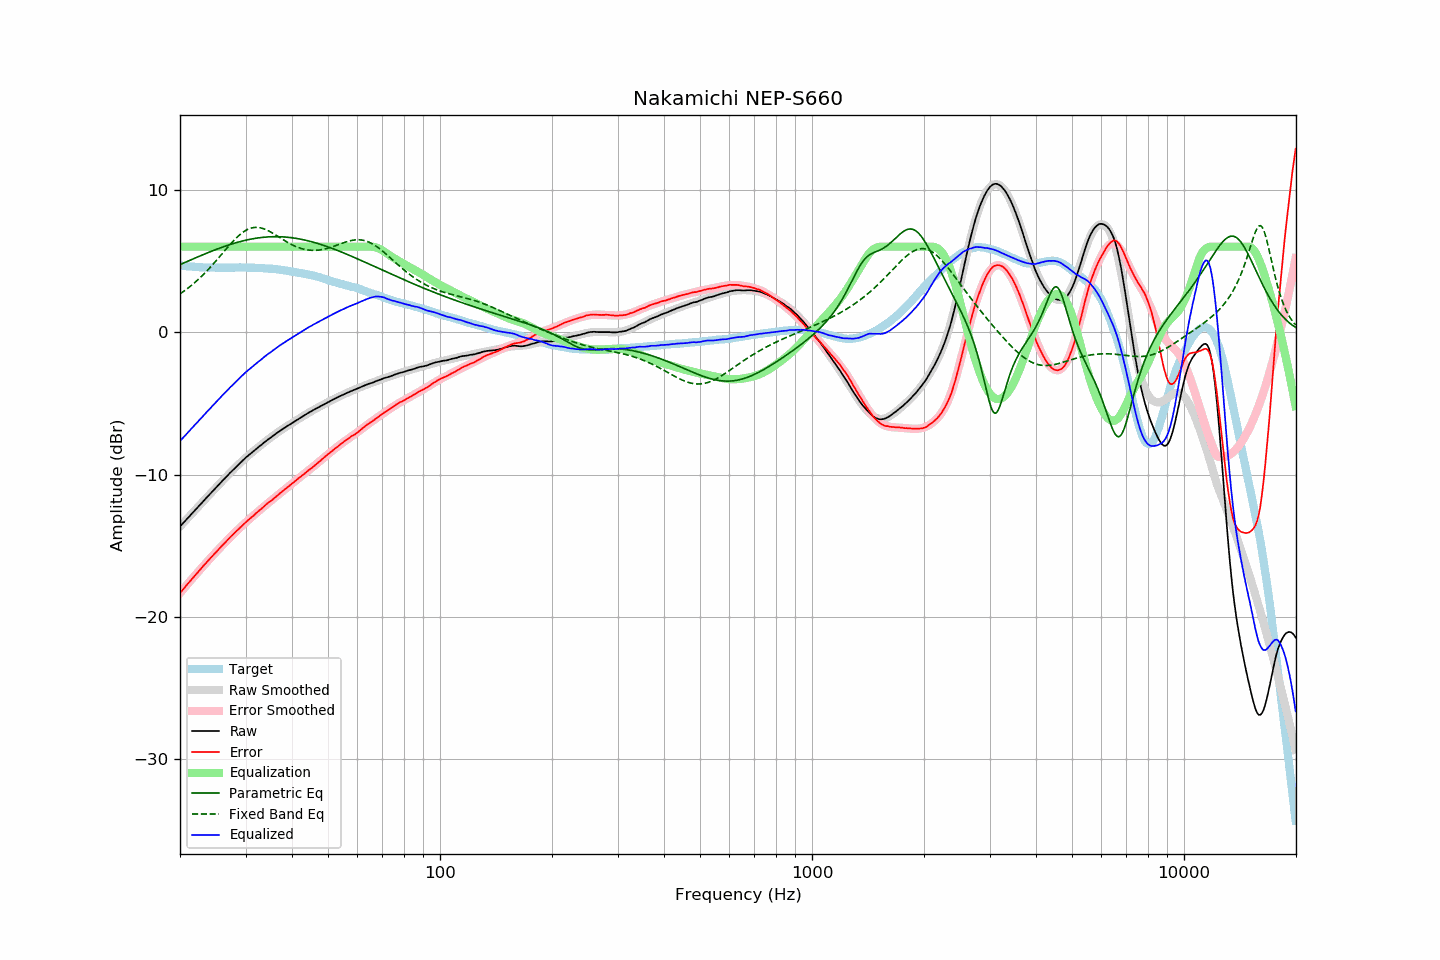 Nakamichi NEP-S660
Amplitude (dBr)
10
0
−10
−20
−30
Target
Raw Smoothed
Error Smoothed
Raw
Error
Equalization
Parametric Eq
Fixed Band Eq
Equalized
100
1000
10000
Frequency (Hz)